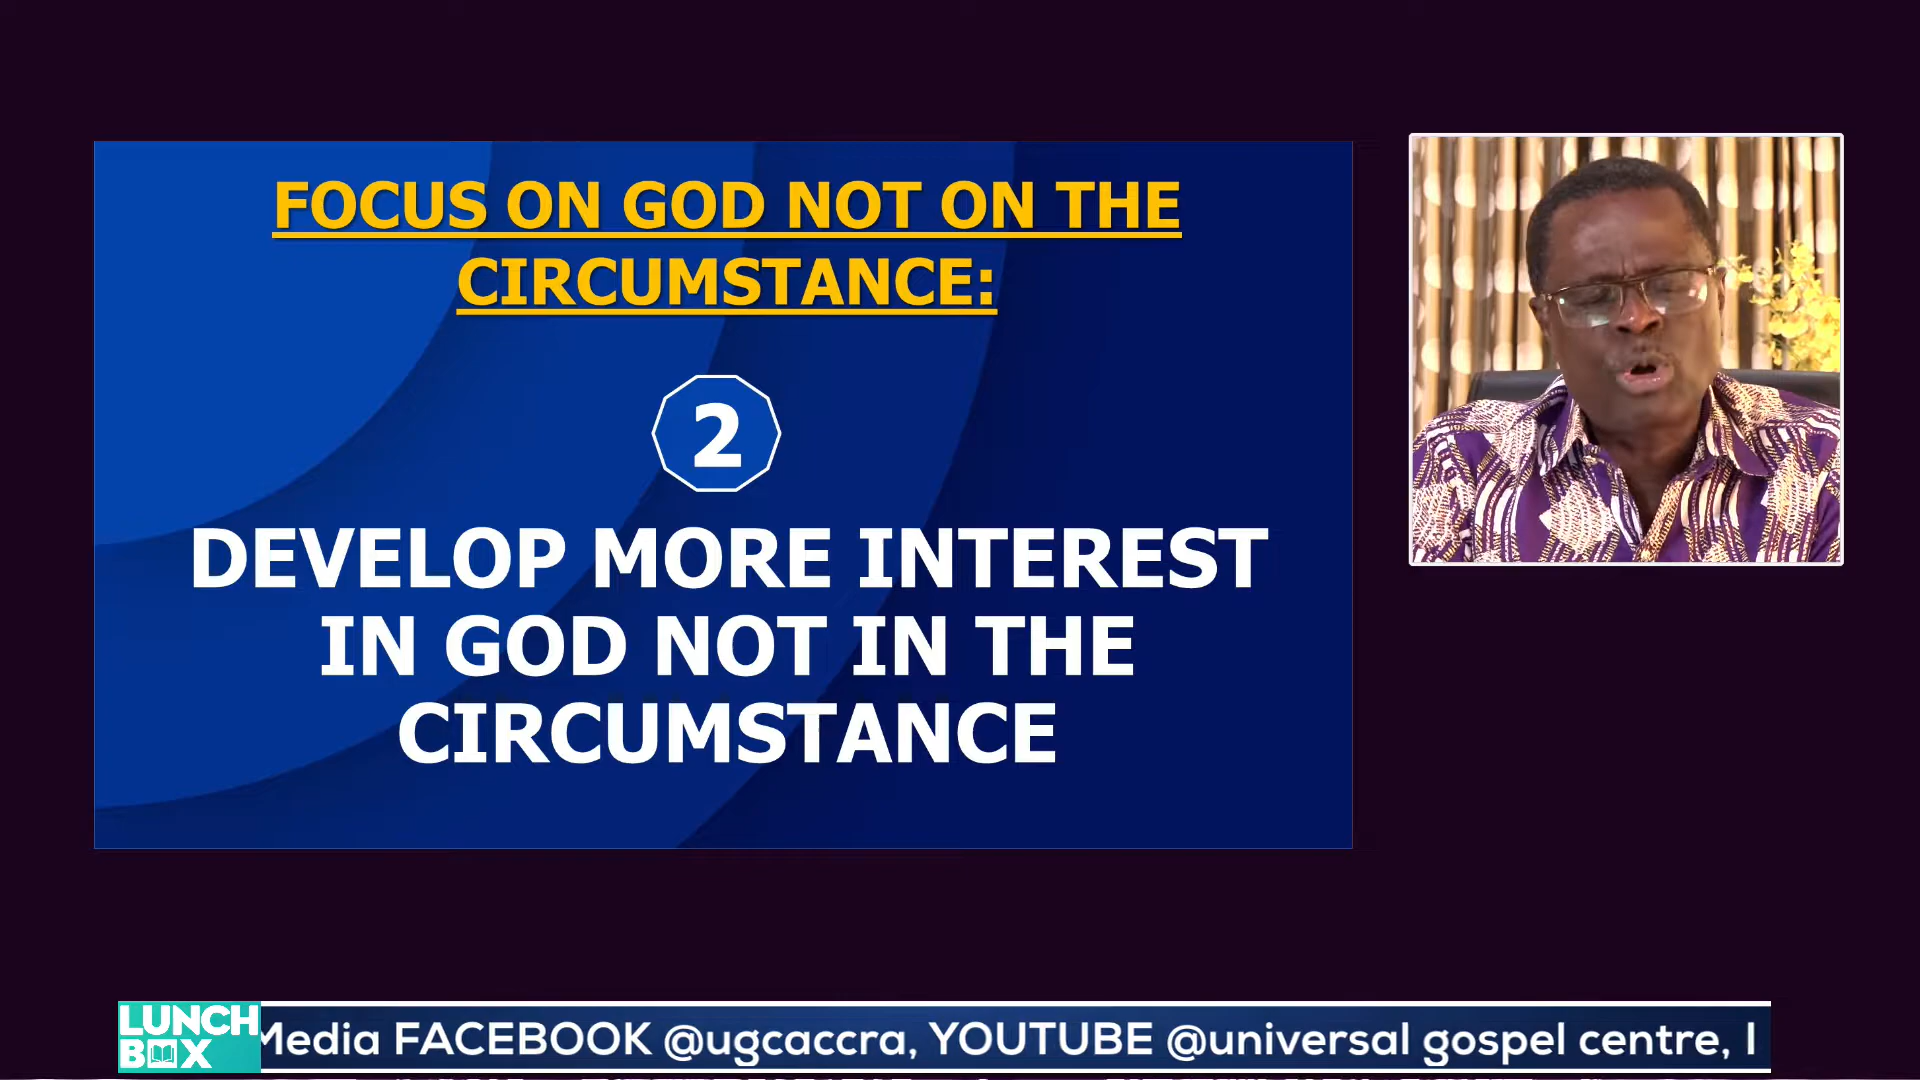 FOCUS ON GOD NOT ON THE
CIRCUMSTANCE:
2
DEVELOP MORE INTEREST
IN GOD NOT IN THE
CIRCUMSTANCE
LUNCH
BOX
Media FACEBOOK @ugcaccra, YOUTUBE @universal gospel centre, I